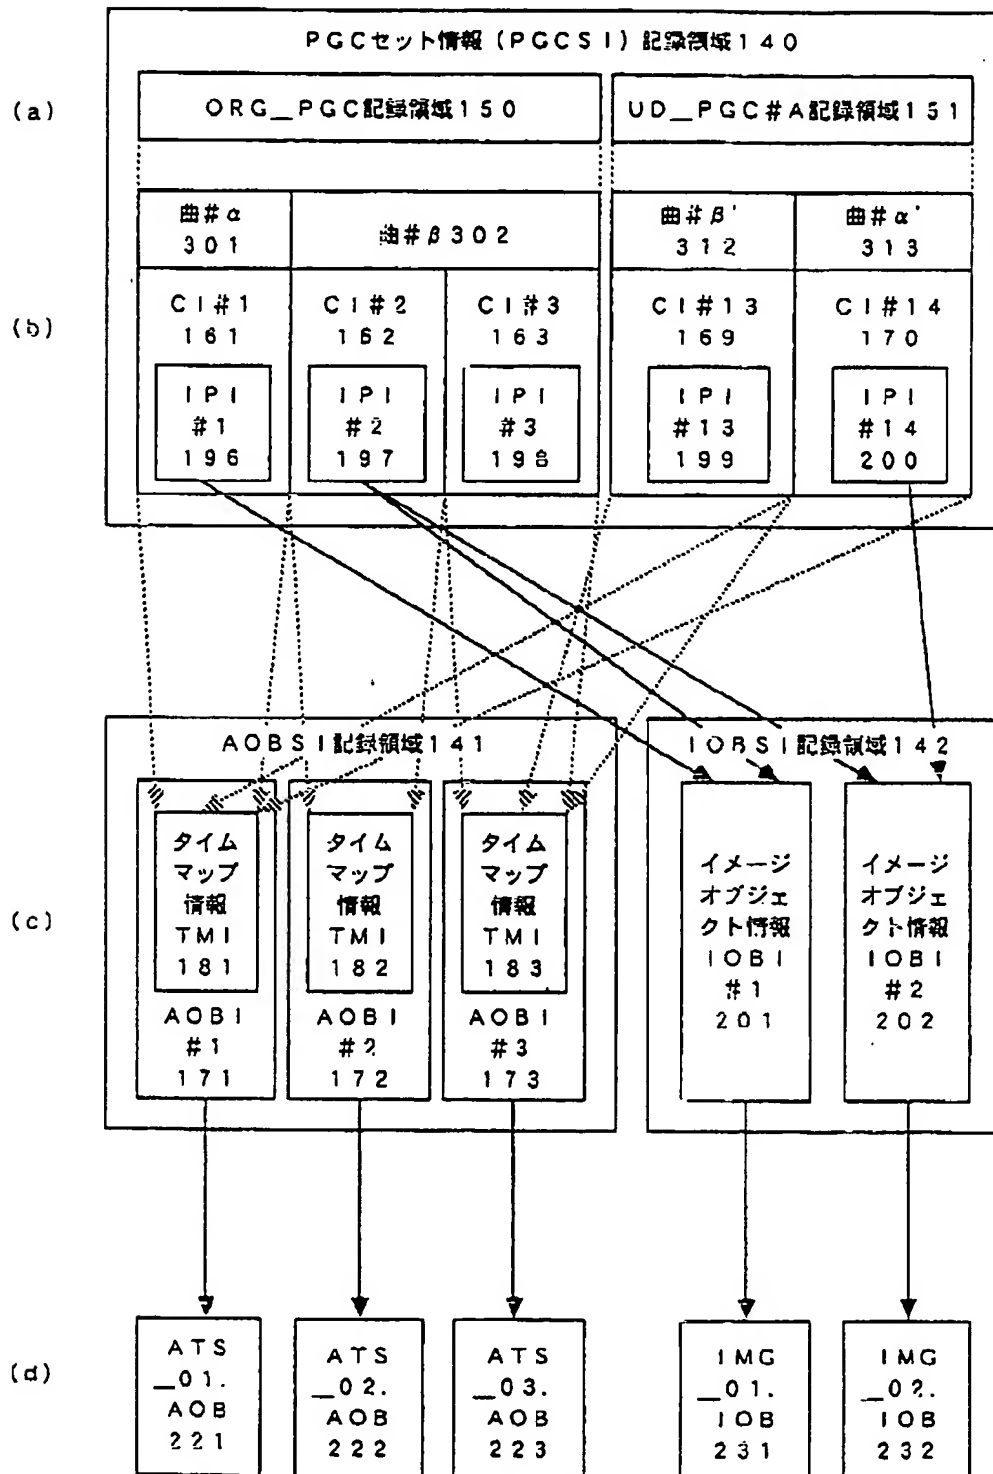 PGCセット情報(PGCSI)記録領域140
(a)
ORG__PGC記録領域150
UD__PGC#A記録領域151
曲#α
301
曲#β302
曲#β'
312
曲#α'
313
(b)
CI#1
161
CI#2
162
CI#3
163
CI#13
169
CI#14
170
IPI
#1
196
IPI
#2
197
IPI
#3
198
IPI
#13
199
IPI
#14
200
AOBSI記録領域141
IOBSI記録領域142
(c)
タイム
マップ
情報
TMI
181
タイム
マップ
情報
TMI
182
タイム
マップ
情報
TMI
183
AOBI
#1
171
AOBI
#2
172
AOBI
#3
173
イメージ
オブジェ
クト情報
IOBI
#1
201
イメージ
オブジェ
クト情報
IOBI
#2
202
(d)
ATS
__01.
AOB
221
ATS
__02.
AOB
222
ATS
__03.
AOB
223
IMG
__01.
IOB
231
IMG
__02.
IOB
232